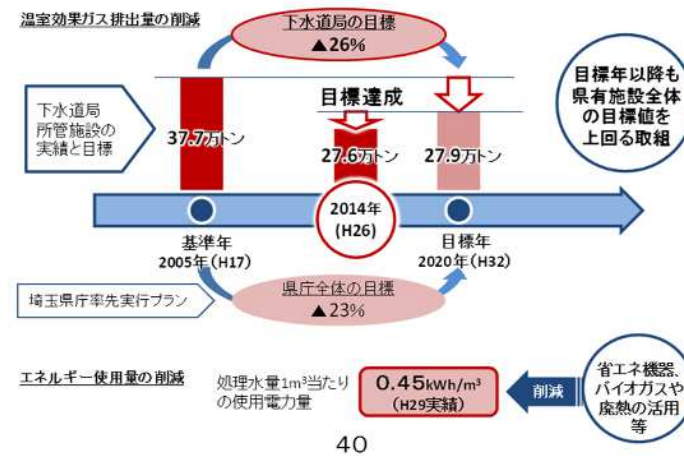 温室効果ガス排出量の削減
下水道局の目標
▲26%
目標年以降も
県有施設全体
の目標値を
上回る取組
下水道局
所管施設の
実績と目標
目標達成
37.7万トン
27.6万トン
27.9万トン
2014年
(H26)
基準年
2005年(H17)
目標年
2020年(H32)
埼玉県庁率先実行プラン
県庁全体の目標
▲23%
エネルギー使用量の削減
処理水量1m³当たり
の使用電力量
0.45kWh/m³
(H29実績)
削減
省エネ機器、
バイオガスや
廃熱の活用
等
40